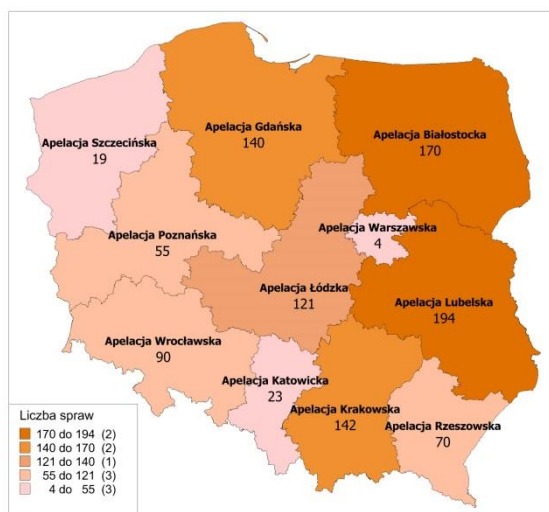 Apelacja Szczecińska
19
Apelacja Gdańska
140
Apelacja Białostocka
170
Apelacja Poznańska
55
Apelacja Warszawska
4
Apelacja Łódzka
121
Apelacja Lubelska
194
Apelacja Wrocławska
90
Apelacja Katowicka
23
Apelacja Krakowska
142
Apelacja Rzeszowska
70
Liczba spraw
170 do 194 (2)
140 do 170 (2)
121 do 140 (1)
55 do 121 (3)
4 do 55 (3)